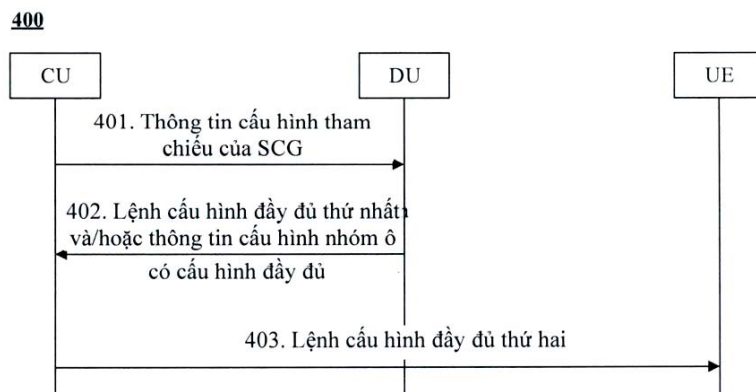 400
CU
DU
UE
401. Thông tin cấu hình tham
chiếu của SCG
402. Lệnh cấu hình đầy đủ thứ nhất
và/hoặc thông tin cấu hình nhóm ô
có cấu hình đầy đủ
403. Lệnh cấu hình đầy đủ thứ hai